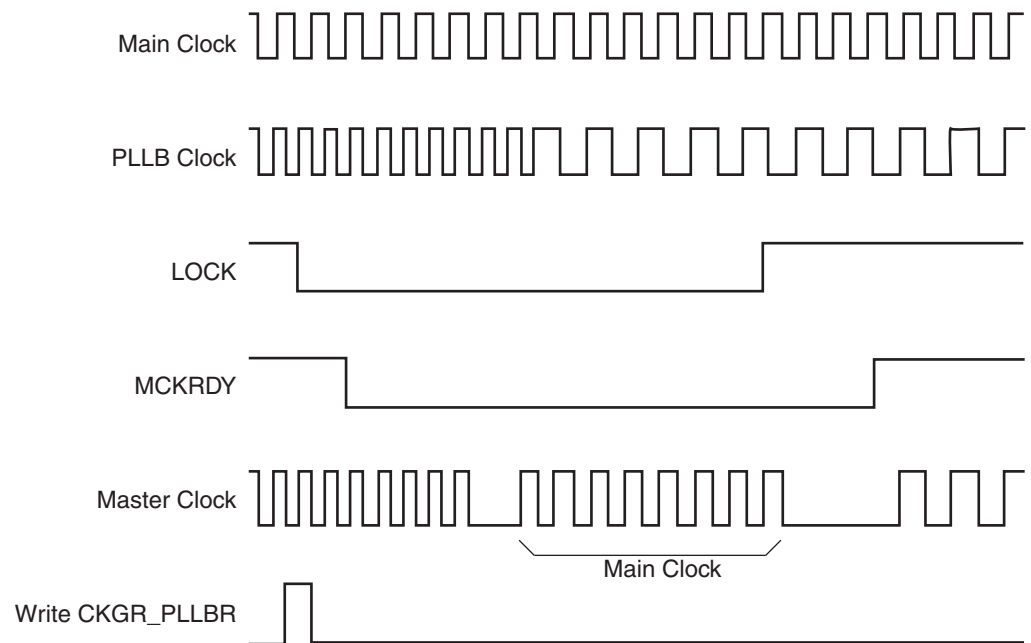 Main Clock
PLLB Clock
LOCK
MCKRDY
Master Clock
Main Clock
Write CKGR_PLLBR